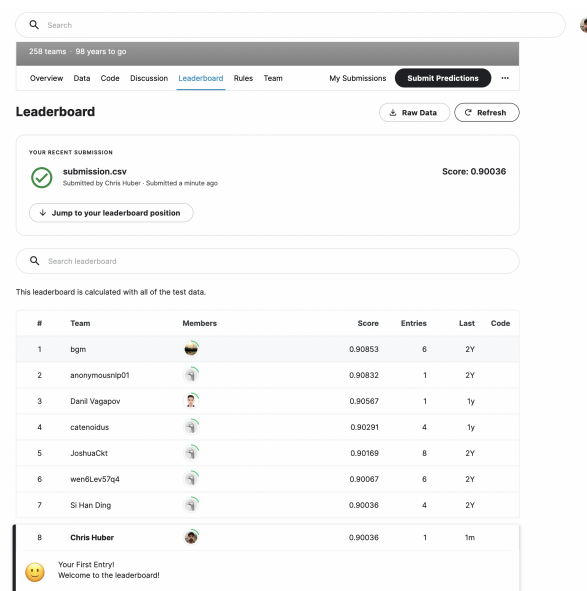 Search
258 teams · 98 years to go
Overview Data Code Discussion Leaderboard Rules Team My Submissions Submit Predictions ...
Leaderboard Raw Data Refresh
YOUR RECENT SUBMISSION
submission.csv Score: 0.90036
Submitted by Chris Huber · Submitted a minute ago
Jump to your leaderboard position
Search leaderboard
This leaderboard is calculated with all of the test data.
# Team Members Score Entries Last Code
1 bgm 0.90853 6 2Y
2 anonymousnlp01 0.90832 1 2Y
3 Danil Vagapov 0.90567 1 1y
4 catenoidus 0.90291 4 1y
5 JoshuaCkt 0.90169 8 2Y
6 wen6Lev57q4 0.90067 6 2Y
7 Si Han Ding 0.90036 4 2Y
8 Chris Huber 0.90036 1 1m
Your First Entry!
Welcome to the leaderboard!